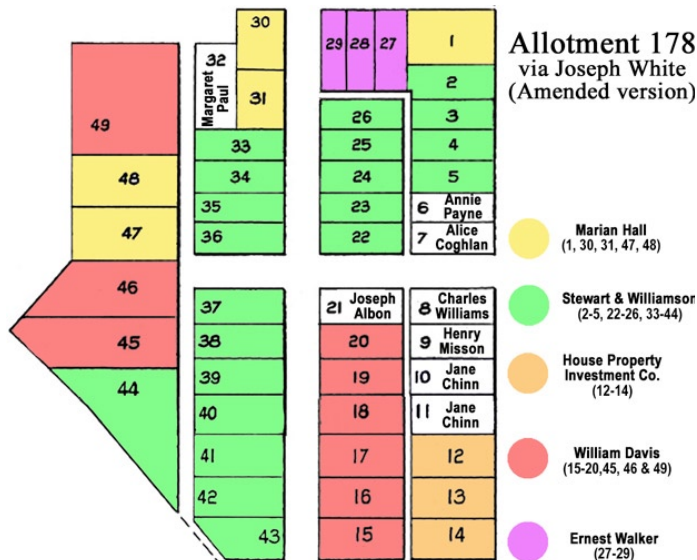 Allotment 178
via Joseph White
(Amended version)
30
29
28
27
1
32
Margaret
Paul
31
2
49
26
3
33
25
4
48
34
24
5
35
23
6 Annie
Payne
47
36
22
7 Alice
Coghlan
Marian Hall
(1, 30, 31, 47, 48)
46
37
21 Joseph
Albon
8 Charles
Williams
Stewart & Williamson
(2-5, 22-26, 33-44)
45
38
20
9 Henry
Misson
44
39
19
10 Jane
Chinn
House Property
Investment Co.
(12-14)
40
18
11 Jane
Chinn
41
17
12
William Davis
(15-20,45, 46 & 49)
42
16
13
43
15
14
Ernest Walker
(27-29)